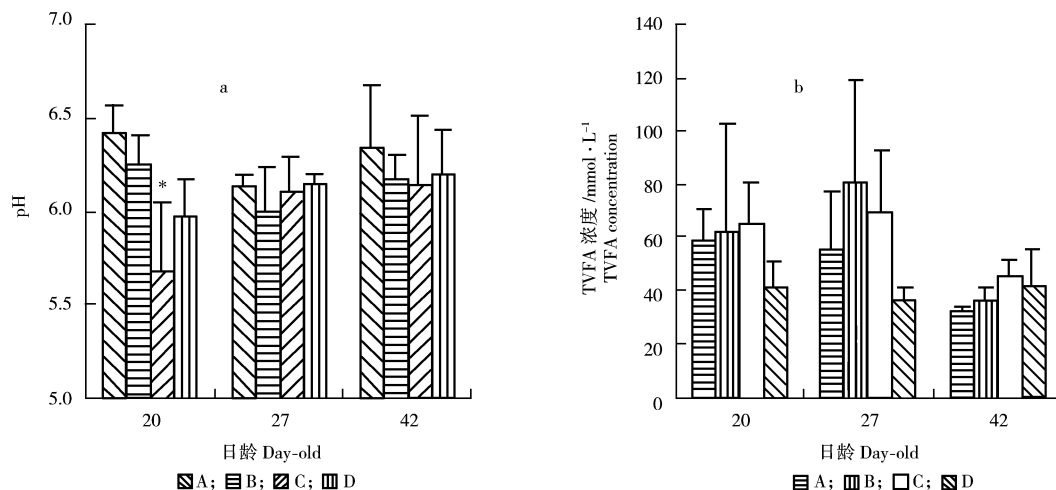 7.0
6.5
6.0
5.5
5.0
pH
a
*
20 27 42
日龄 Day-old
A; B; C; D
140
120
100
80
60
40
20
0
TVFA 浓度 /mmol·L⁻¹
TVFA concentration
b
20 27 42
日龄 Day-old
A; B; C; D